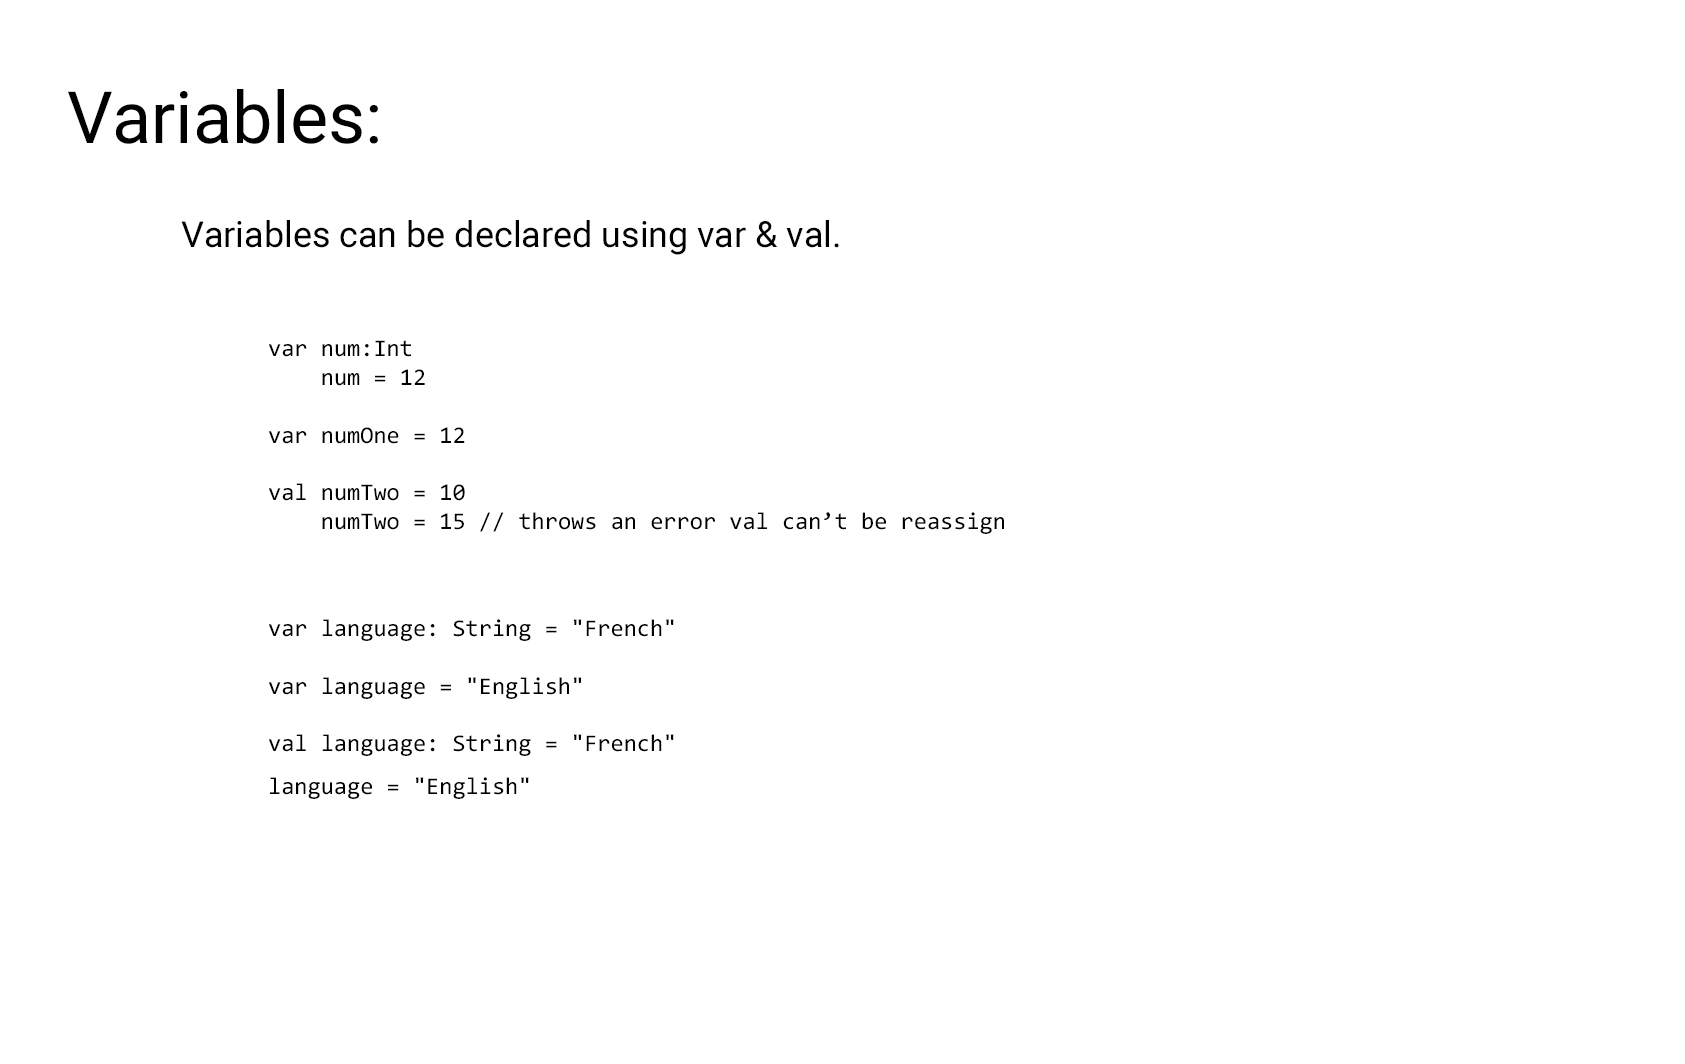 Variables:
Variables can be declared using var & val.
var num:Int
num = 12
var numOne = 12
val numTwo = 10
numTwo = 15 // throws an error val can’t be reassign
var language: String = "French"
var language = "English"
val language: String = "French"
language = "English"